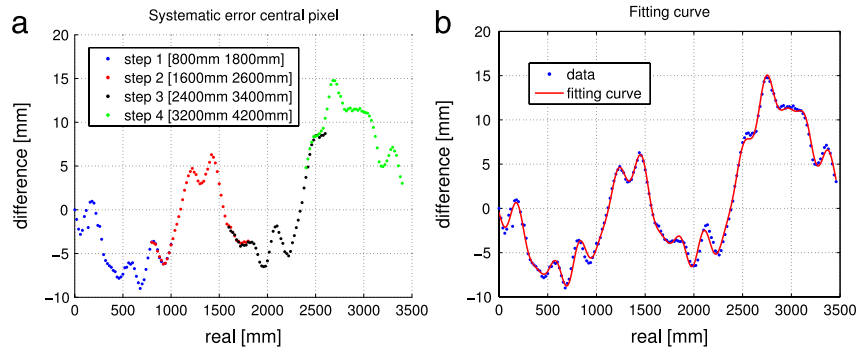 a
Systematic error central pixel
20
15
10
5
0
-5
-10
difference [mm]
step 1 [800mm 1800mm]
step 2 [1600mm 2600mm]
step 3 [2400mm 3400mm]
step 4 [3200mm 4200mm]
0 500 1000 1500 2000 2500 3000 3500
real [mm]
b
Fitting curve
20
15
10
5
0
-5
-10
difference [mm]
data
fitting curve
0 500 1000 1500 2000 2500 3000 3500
real [mm]